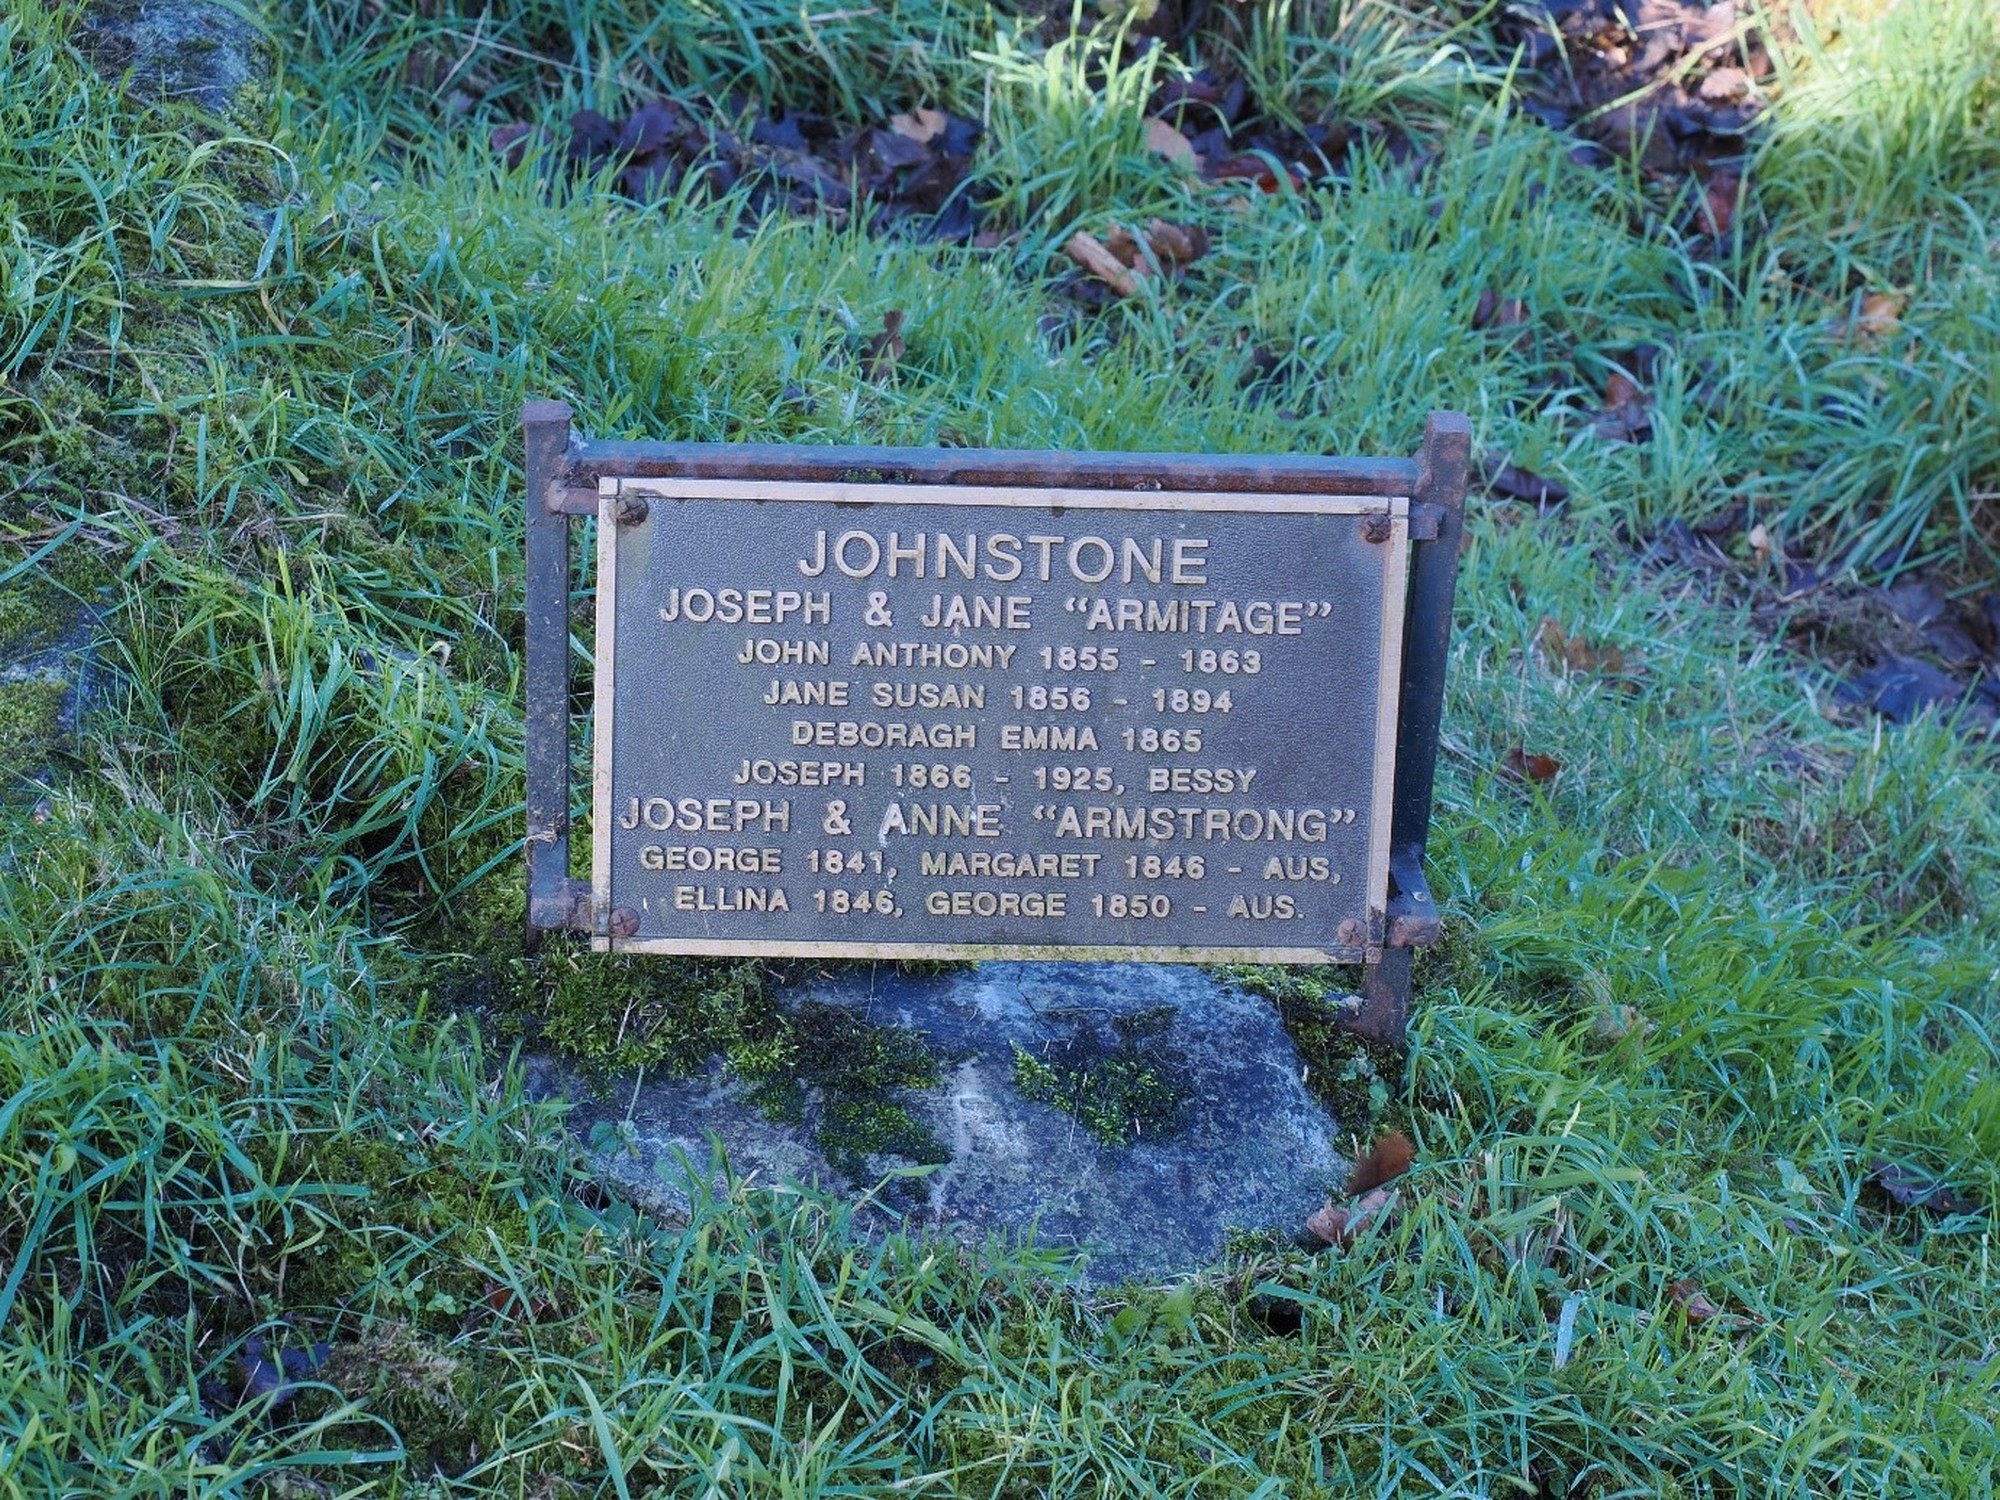 JOHNSTONE
JOSEPH & JANE “ARMITAGE”
JOHN ANTHONY 1855 - 1863
JANE SUSAN 1856 - 1894
DEBORAGH EMMA 1865
JOSEPH 1866 - 1925, BESSY
JOSEPH & ANNE “ARMSTRONG”
GEORGE 1841, MARGARET 1846 - AUS,
ELLINA 1846, GEORGE 1850 - AUS.